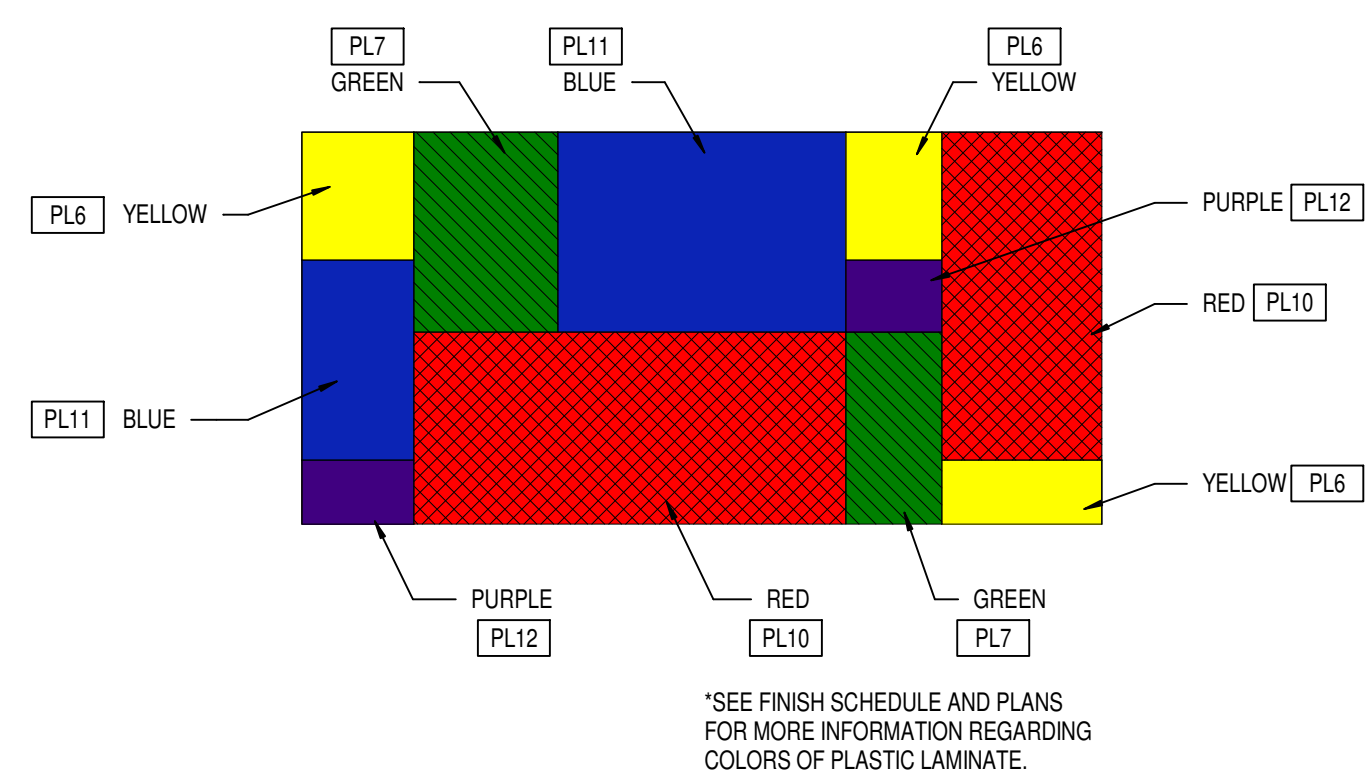 PL7
GREEN
PL11
BLUE
PL6
YELLOW
PL6 YELLOW
PURPLE PL12
RED PL10
PL11 BLUE
YELLOW PL6
PURPLE
PL12
RED
PL10
GREEN
PL7
*SEE FINISH SCHEDULE AND PLANS
FOR MORE INFORMATION REGARDING
COLORS OF PLASTIC LAMINATE.